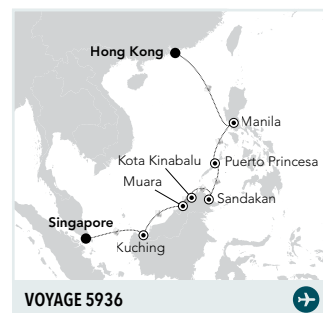 Hong Kong
Manila
Kota Kinabalu
Puerto Princesa
Muara
Sandakan
Singapore
Kuching
VOYAGE 5936